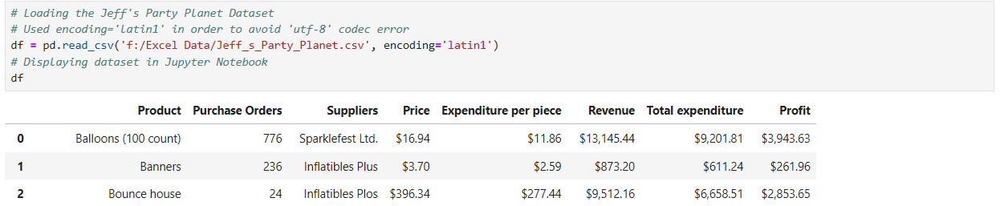 # Loading the Jeff's Party Planet Dataset
# Used encoding='latin1' in order to avoid 'utf-8' codec error
df = pd.read_csv('f:/Excel Data/Jeff_s_Party_Planet.csv', encoding='latin1')
# Displaying dataset in Jupyter Notebook
df
Product Purchase Orders Suppliers Price Expenditure per piece Revenue Total expenditure Profit
0 Balloons (100 count) 776 Sparklefest Ltd. $16.94 $11.86 $13,145.44 $9,201.81 $3,943.63
1 Banners 236 Inflatibles Plus $3.70 $2.59 $873.20 $611.24 $261.96
2 Bounce house 24 Inflatibles Plos $396.34 $277.44 $9,512.16 $6,658.51 $2,853.65